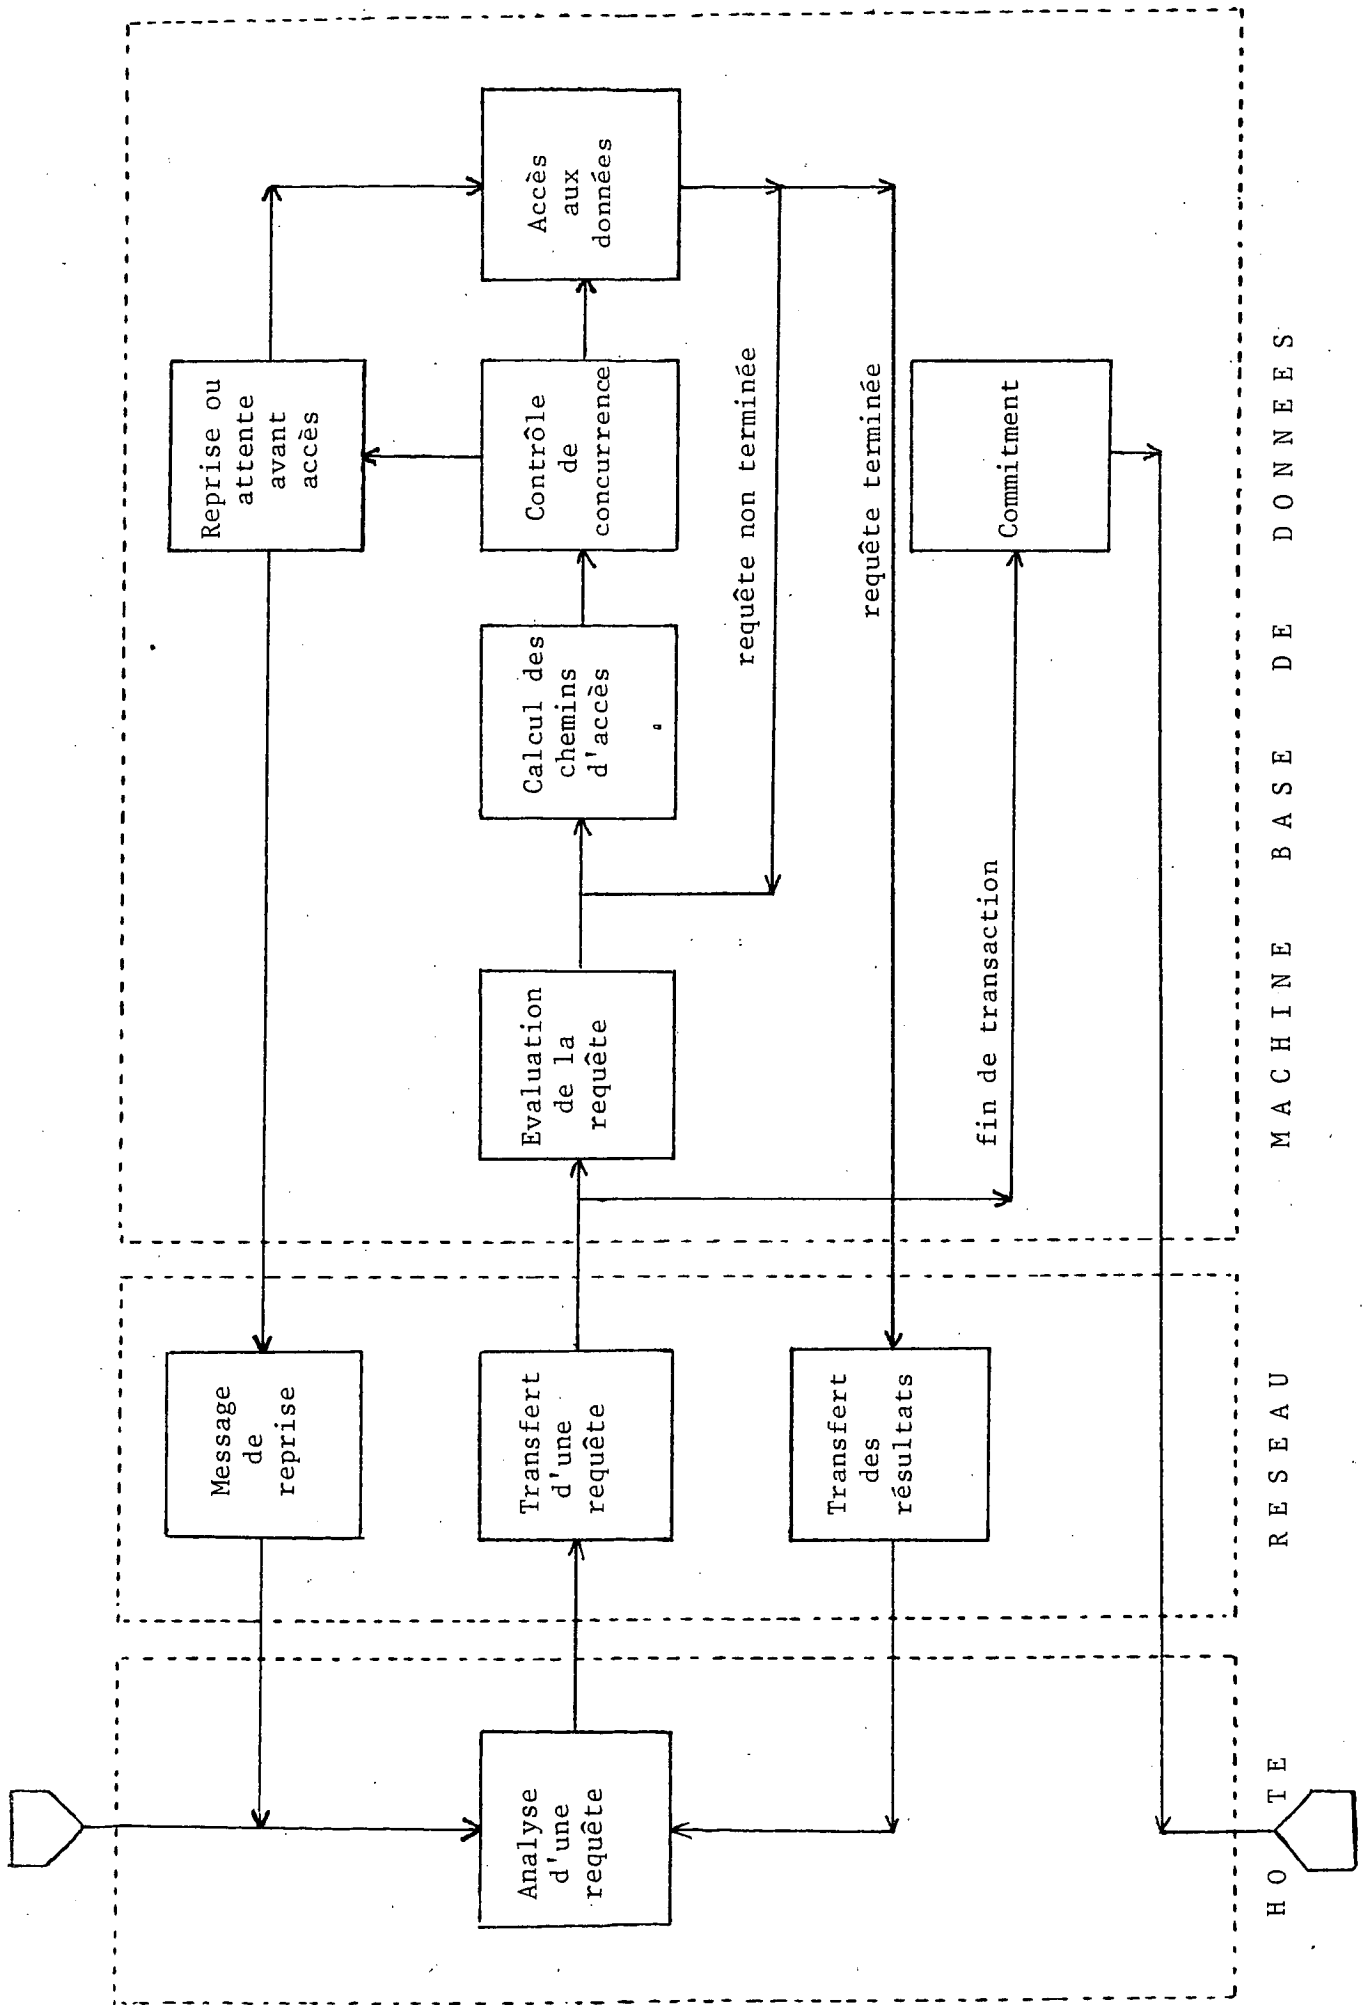 Message
de
reprise
Reprise ou
attente
avant
accès
Analyse
d'une
requête
Transfert
d'une
requête
Evaluation
de la
requête
Calcul des
chemins
d'accès
Contrôle
de
concurrence
Accès
aux
données
requête non terminée
Transfert
des
résultats
requête terminée
fin de transaction
Commitment
HOTE
RESEAU
MACHINE BASE DE DONNEES